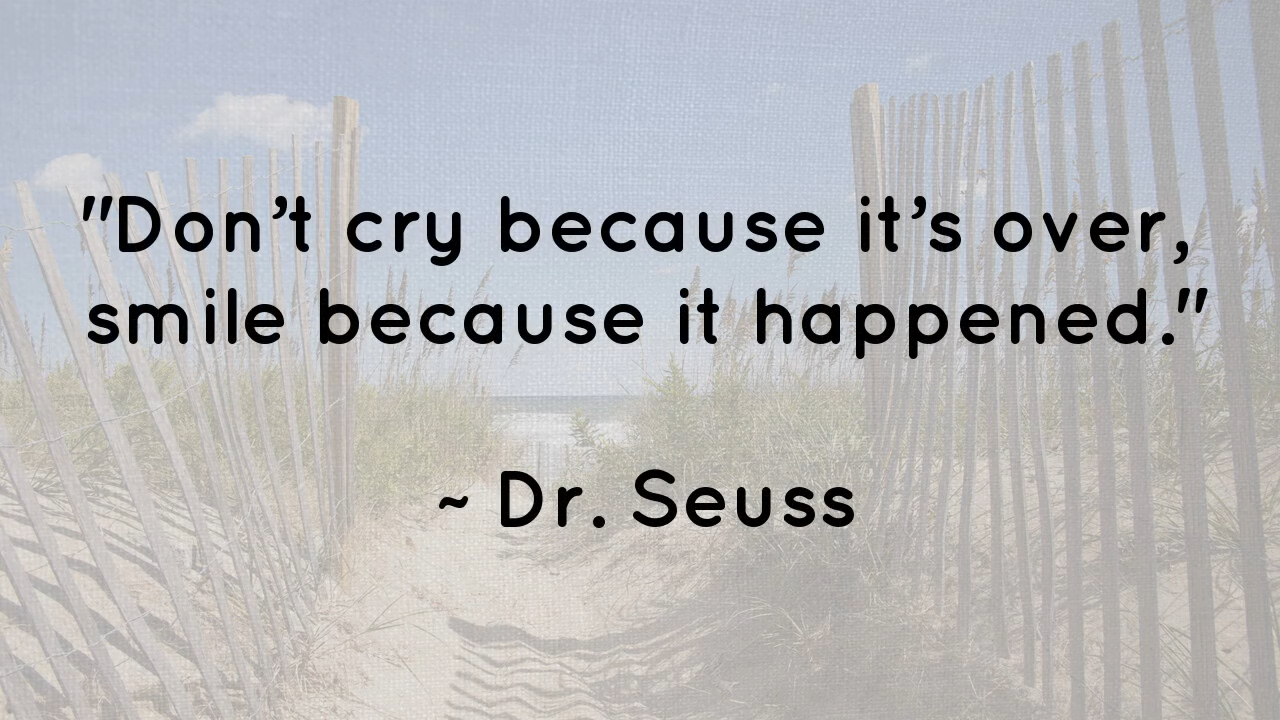 "Don't cry because it's over,
smile because it happened."
~ Dr. Seuss